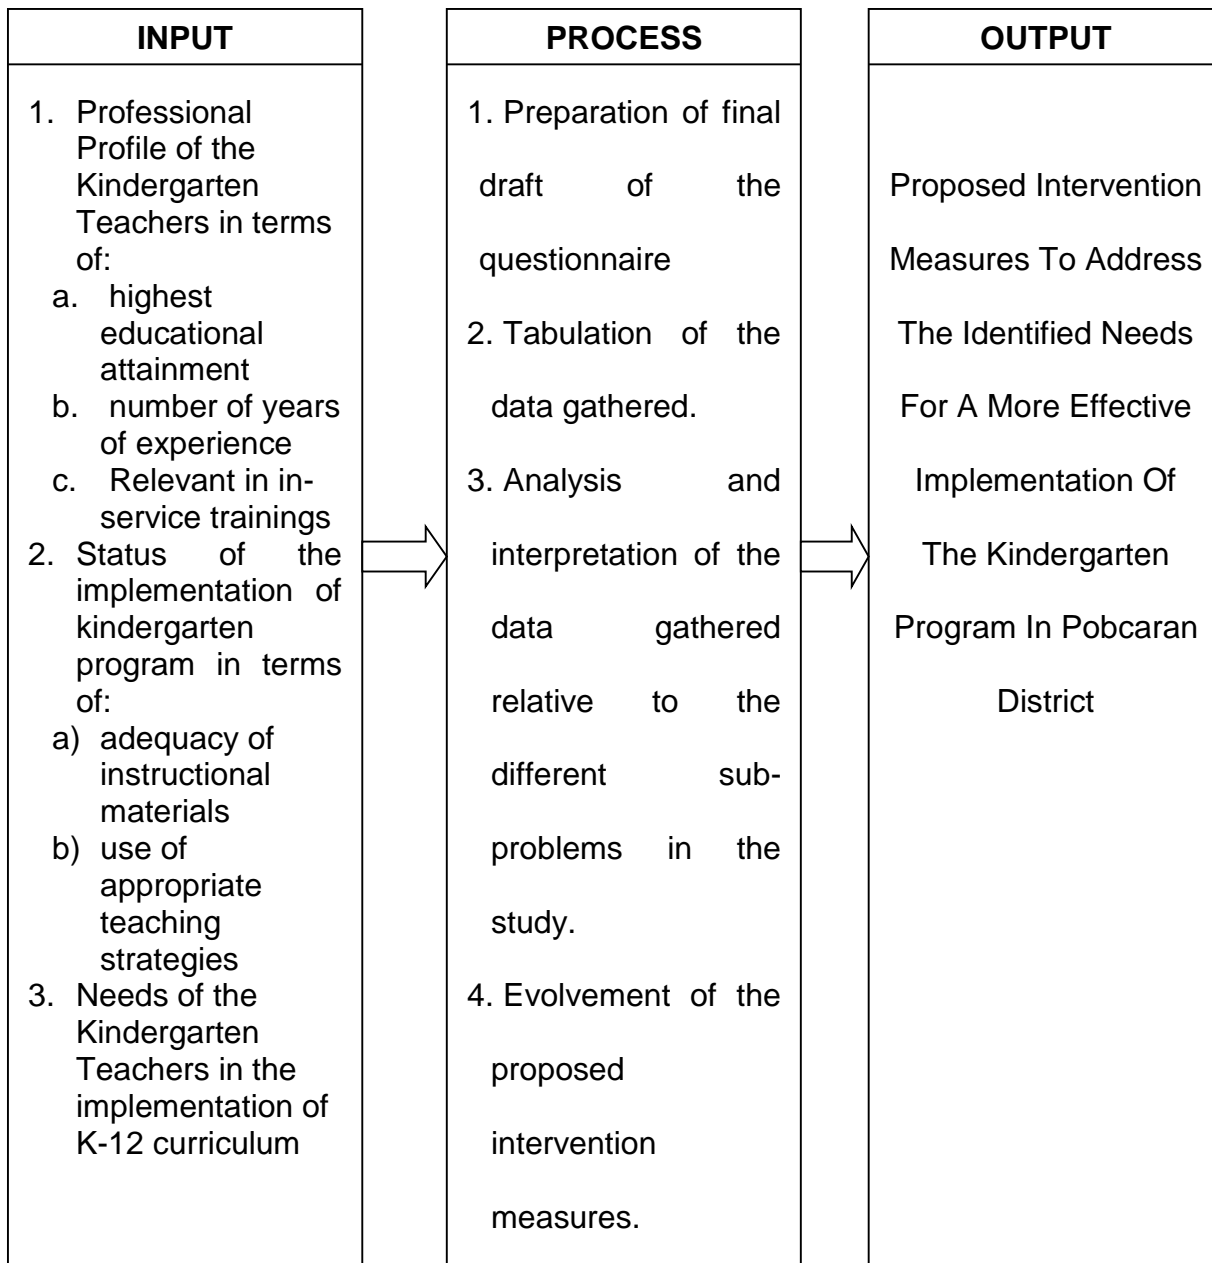 INPUT
1. Professional
Profile of the
Kindergarten
Teachers in terms
of:
a. highest
educational
attainment
b. number of years
of experience
c. Relevant in in-
service trainings
2. Status of the
implementation of
kindergarten
program in terms
of:
a) adequacy of
instructional
materials
b) use of
appropriate
teaching
strategies
3. Needs of the
Kindergarten
Teachers in the
implementation of
K-12 curriculum
PROCESS
1. Preparation of final
draft of the
questionnaire
2. Tabulation of the
data gathered.
3. Analysis and
interpretation of the
data gathered
relative to the
different sub-
problems in the
study.
4. Evolvement of the
proposed
intervention
measures.
OUTPUT
Proposed Intervention
Measures To Address
The Identified Needs
For A More Effective
Implementation Of
The Kindergarten
Program In Pobcaran
District